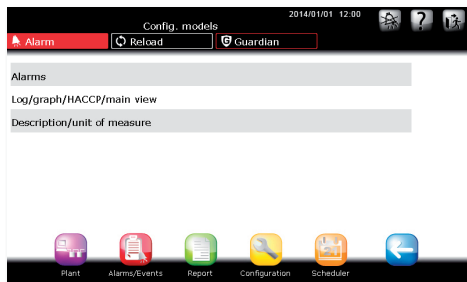 2014/01/01 12:00
Config. models
?
Alarm
Reload
Guardian
Alarms
Log/graph/HACCP/main view
Description/unit of measure
Plant
Alarms/Events
Report
Configuration
Scheduler